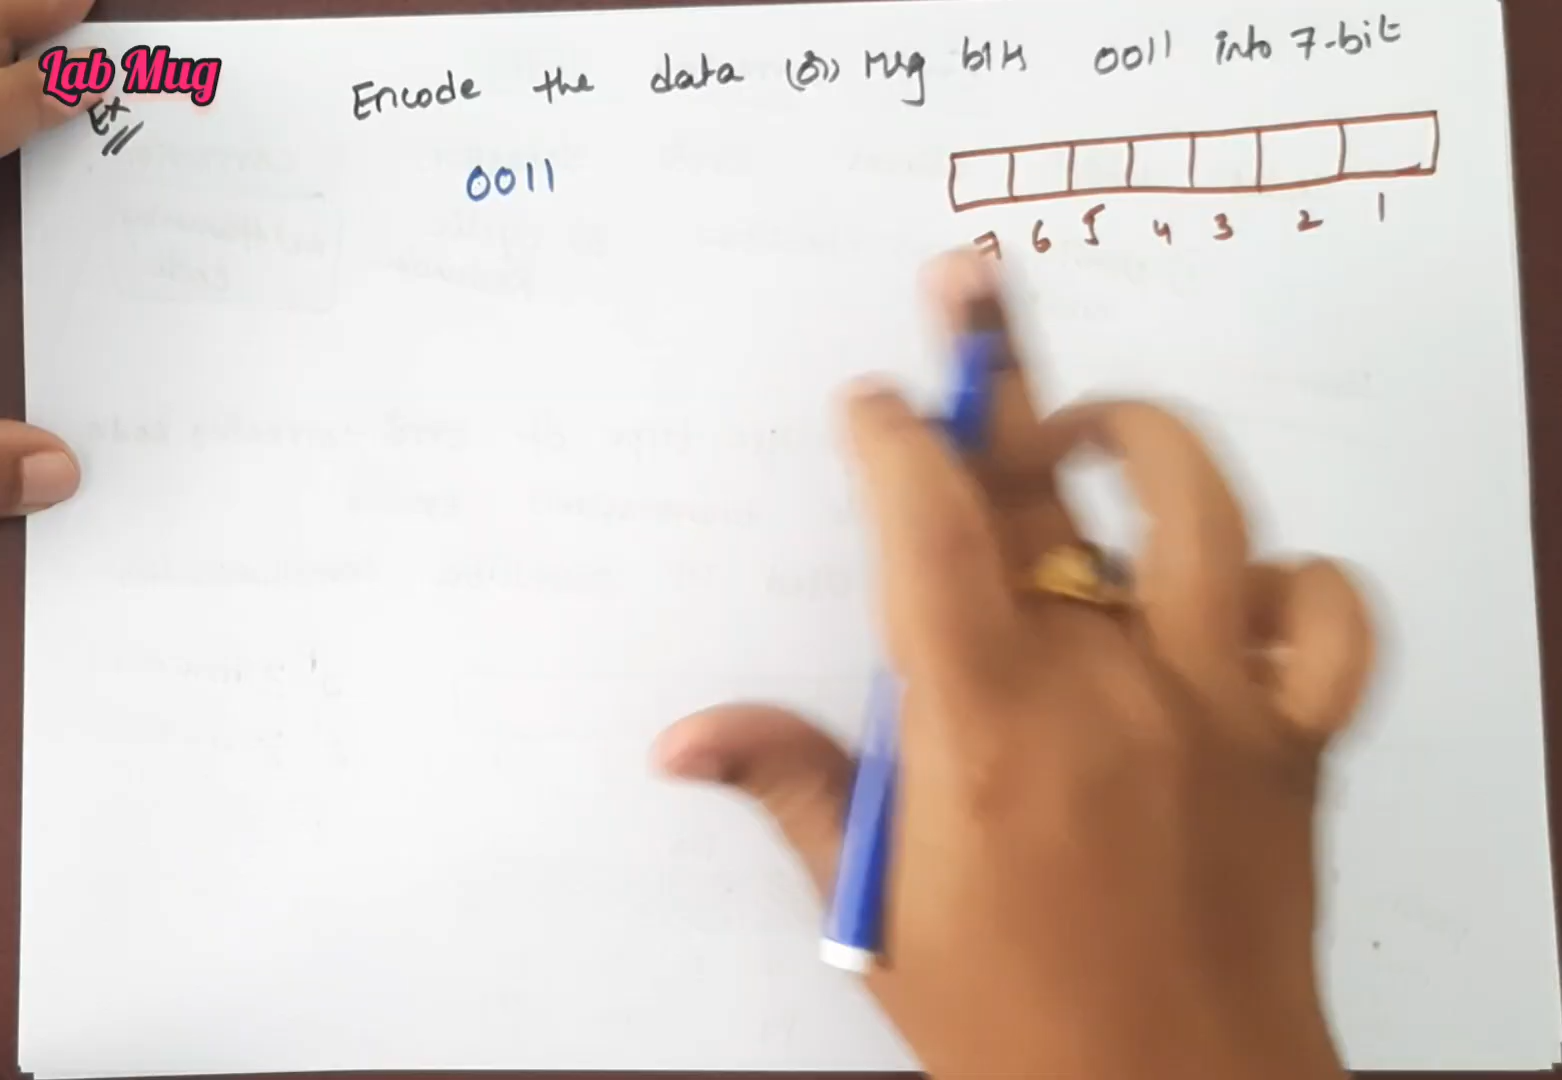 Lab Mug
Encode the data (or) msg bits 0011 into 7-bit
Ex
0011
7 6 5 4 3 2 1